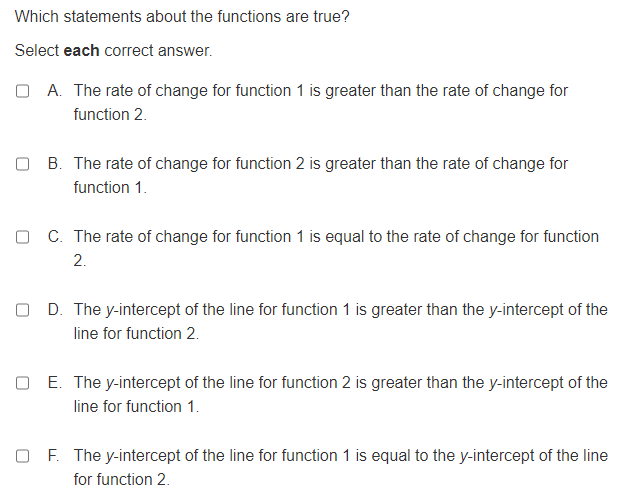 Which statements about the functions are true?
Select each correct answer.
A. The rate of change for function 1 is greater than the rate of change for
function 2.
B. The rate of change for function 2 is greater than the rate of change for
function 1.
C. The rate of change for function 1 is equal to the rate of change for function
2.
D. The y-intercept of the line for function 1 is greater than the y-intercept of the
line for function 2.
E. The y-intercept of the line for function 2 is greater than the y-intercept of the
line for function 1.
F. The y-intercept of the line for function 1 is equal to the y-intercept of the line
for function 2.